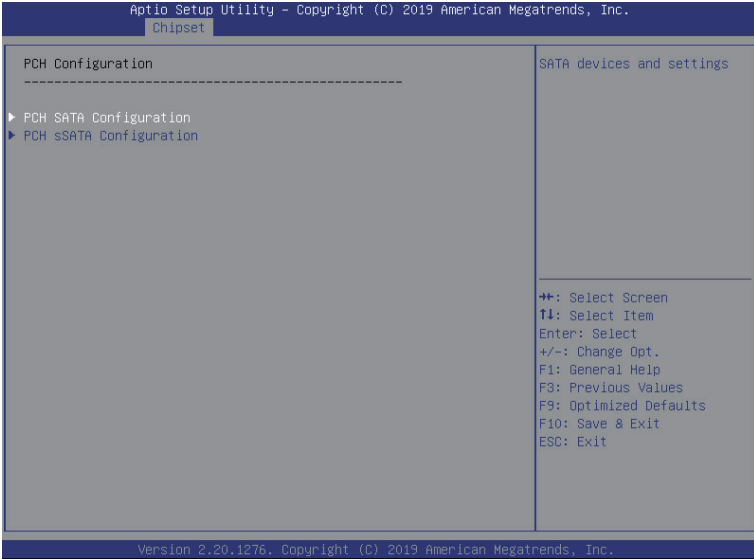 Aptio Setup Utility – Copyright (C) 2019 American Megatrends, Inc.
Chipset
PCH Configuration
--------------------------------------------------
SATA devices and settings
PCH SATA Configuration
PCH sSATA Configuration
→←: Select Screen
↑↓: Select Item
Enter: Select
+/-: Change Opt.
F1: General Help
F3: Previous Values
F9: Optimized Defaults
F10: Save & Exit
ESC: Exit
Version 2.20.1276. Copyright (C) 2019 American Megatrends, Inc.